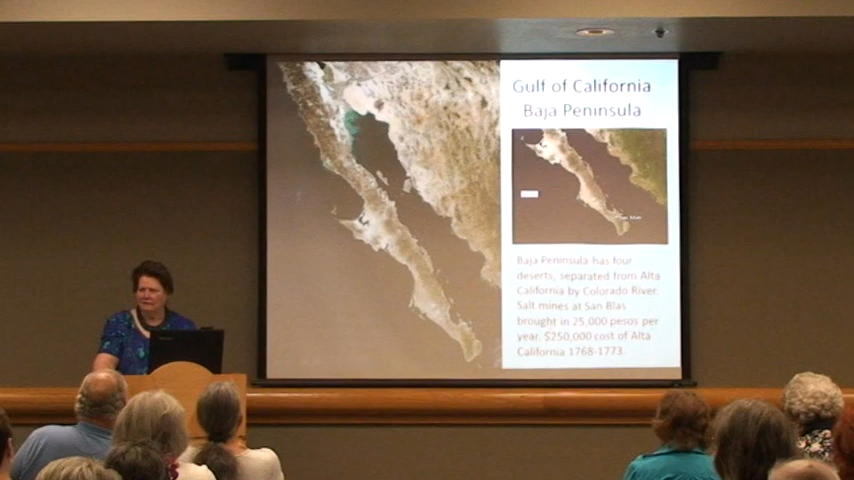 Gulf of California
Baja Peninsula
Baja Peninsula has four
deserts, separated from Alta
California by Colorado River.
Salt mines at San Blas
brought in 25,000 pesos per
year. $250,000 cost of Alta
California 1768-1773.